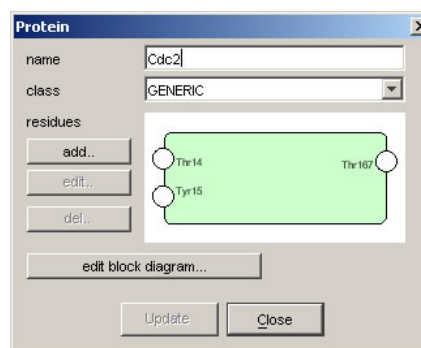 Protein
name Cdc2
class GENERIC
residues
add..
edit..
del..
Thr14
Tyr15
Thr167
edit block diagram...
Update Close